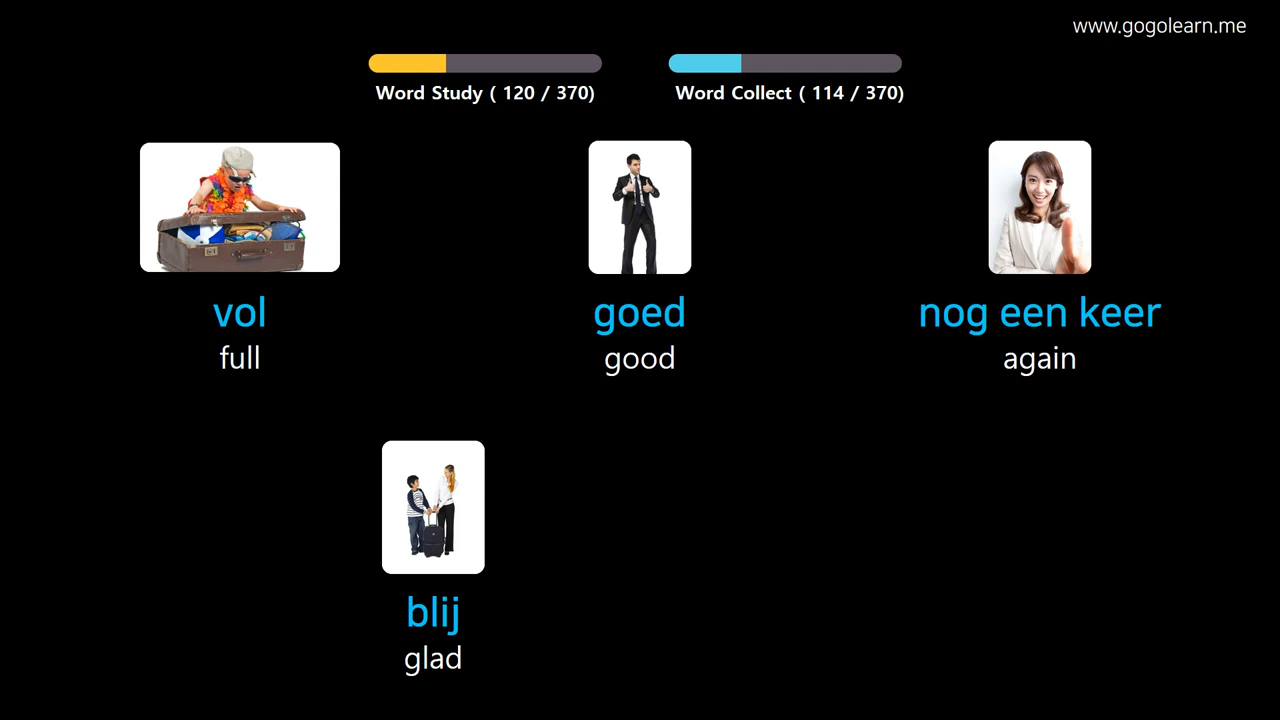 www.gogolearn.me
Word Study ( 120 / 370)
Word Collect ( 114 / 370)
vol
full
goed
good
nog een keer
again
blij
glad